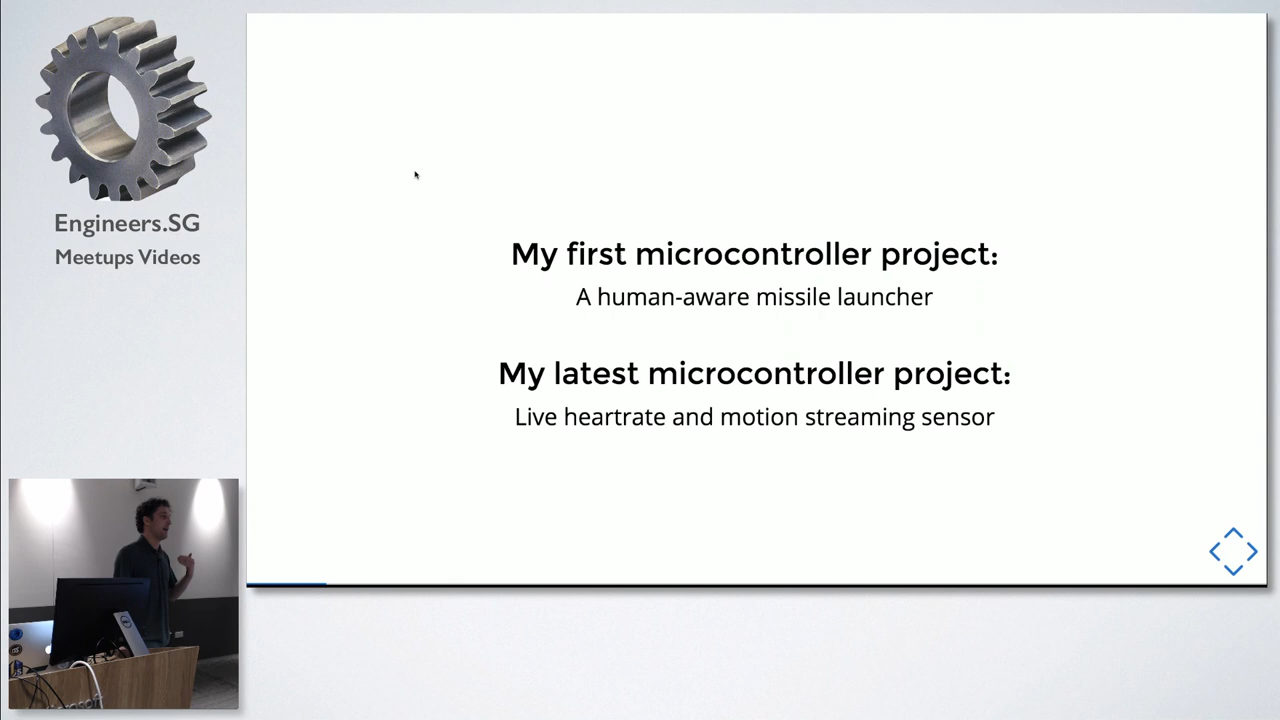 Engineers.SG
Meetups Videos
My first microcontroller project:
A human-aware missile launcher
My latest microcontroller project:
Live heartrate and motion streaming sensor